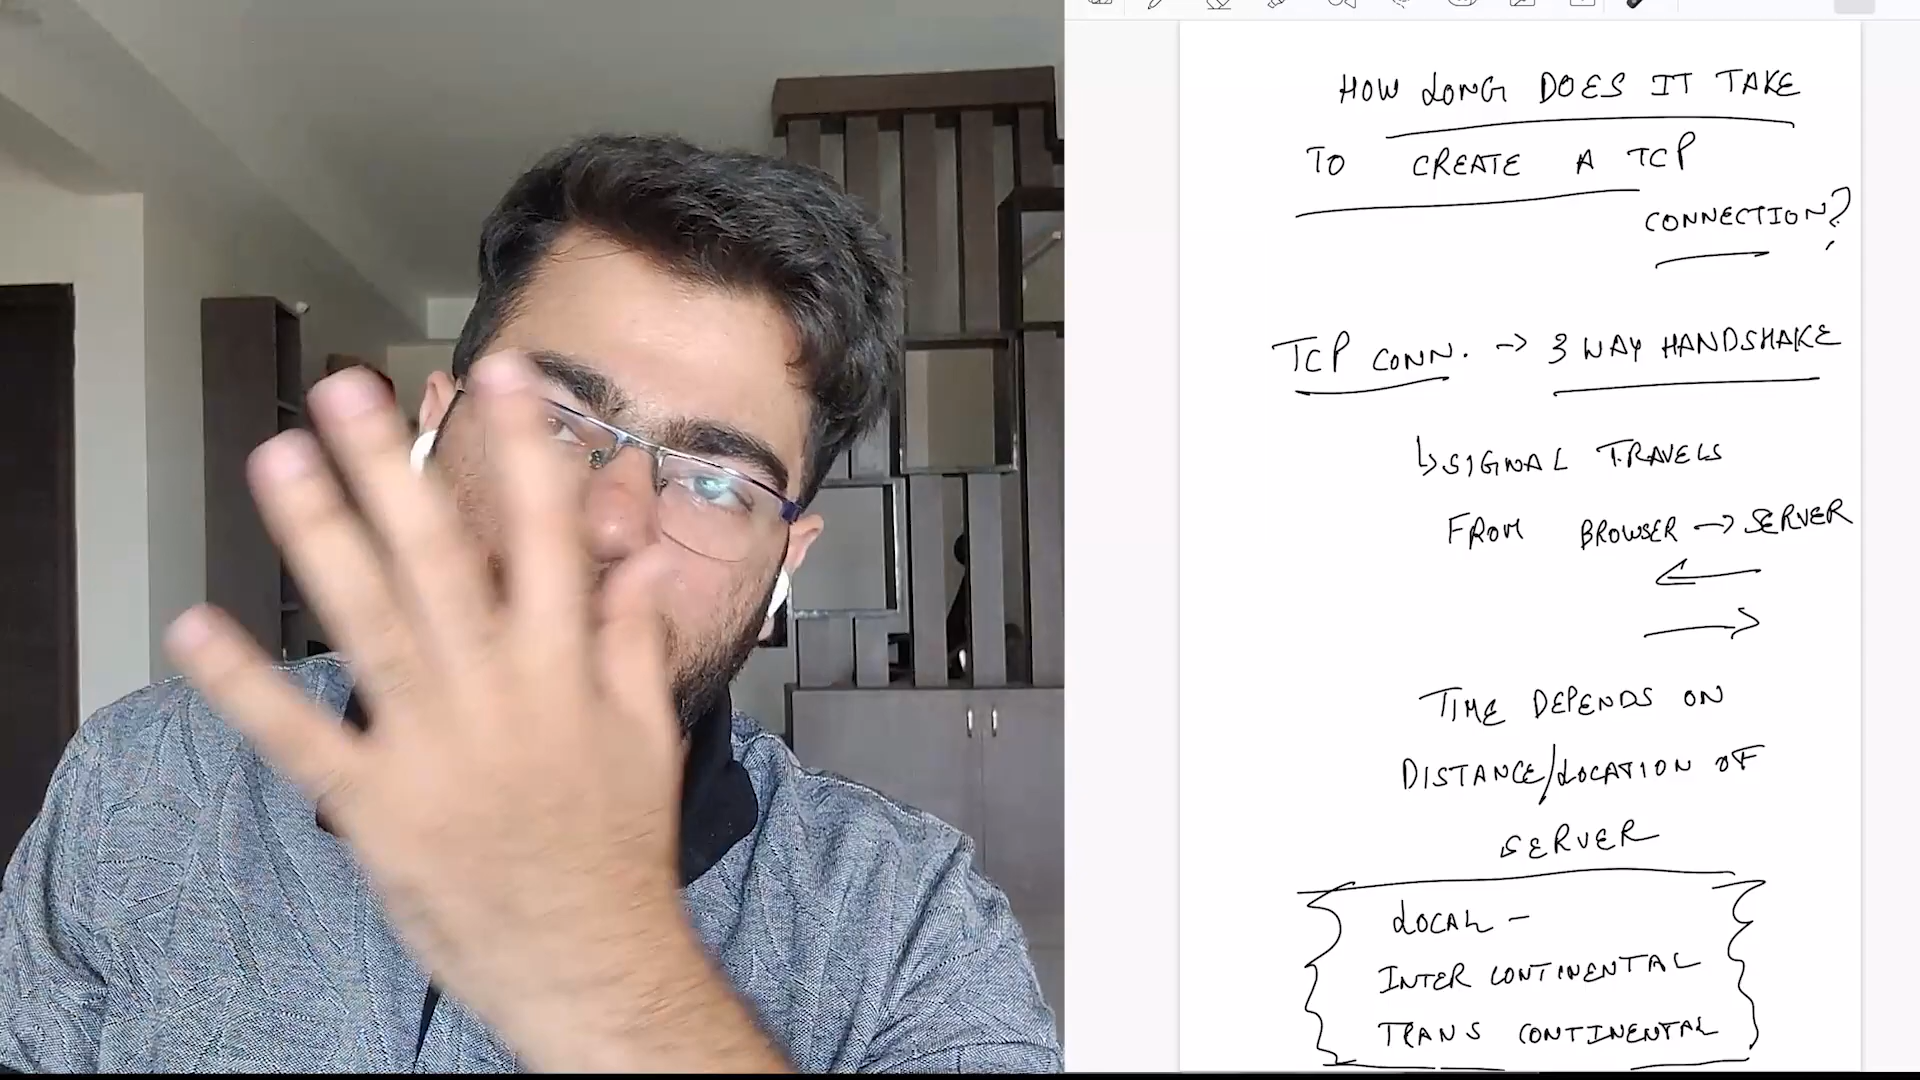 HOW LONG DOES IT TAKE
TO CREATE A TCP
CONNECTION?
TCP CONN. -> 3 WAY HANDSHAKE
↳ SIGNAL TRAVELS
FROM BROWSER -> SERVER
TIME DEPENDS ON
DISTANCE/LOCATION OF
SERVER
LOCAL -
INTER CONTINENTAL
TRANS CONTINENTAL